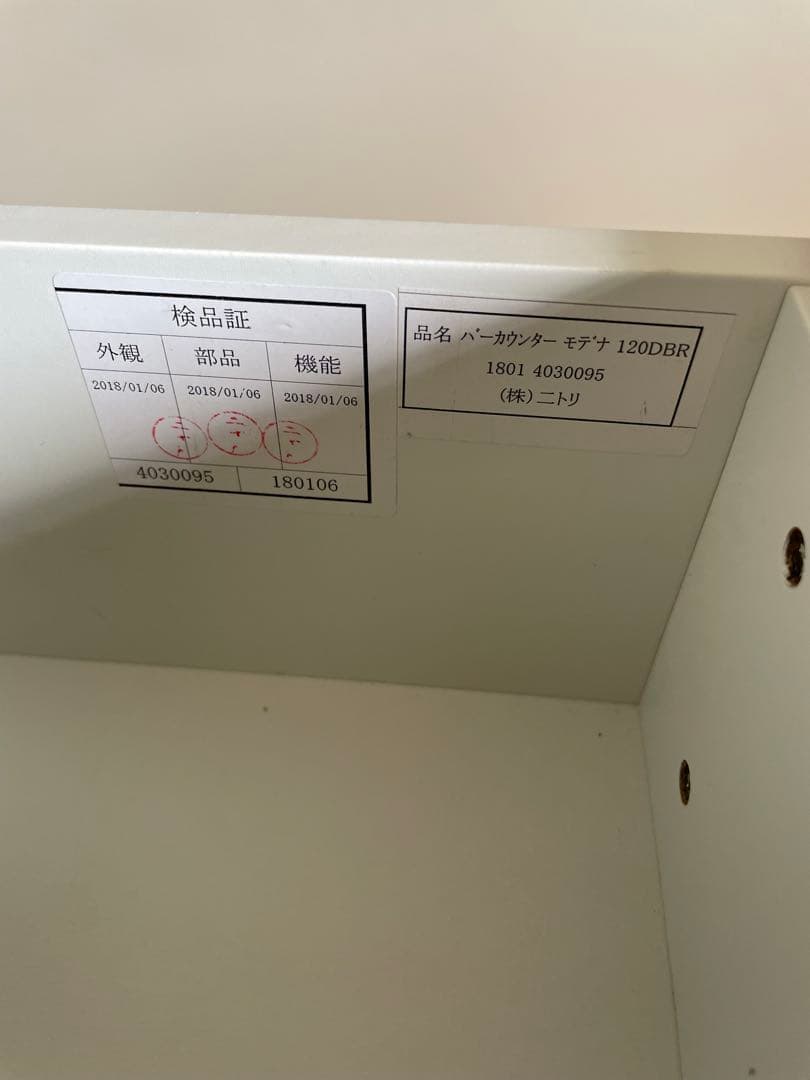 検品証
外観 部品 機能
2018/01/06 2018/01/06 2018/01/06
4030095 180106
品名 バーカウンター モデナ 120DBR
1801 4030095
(株)ニトリ